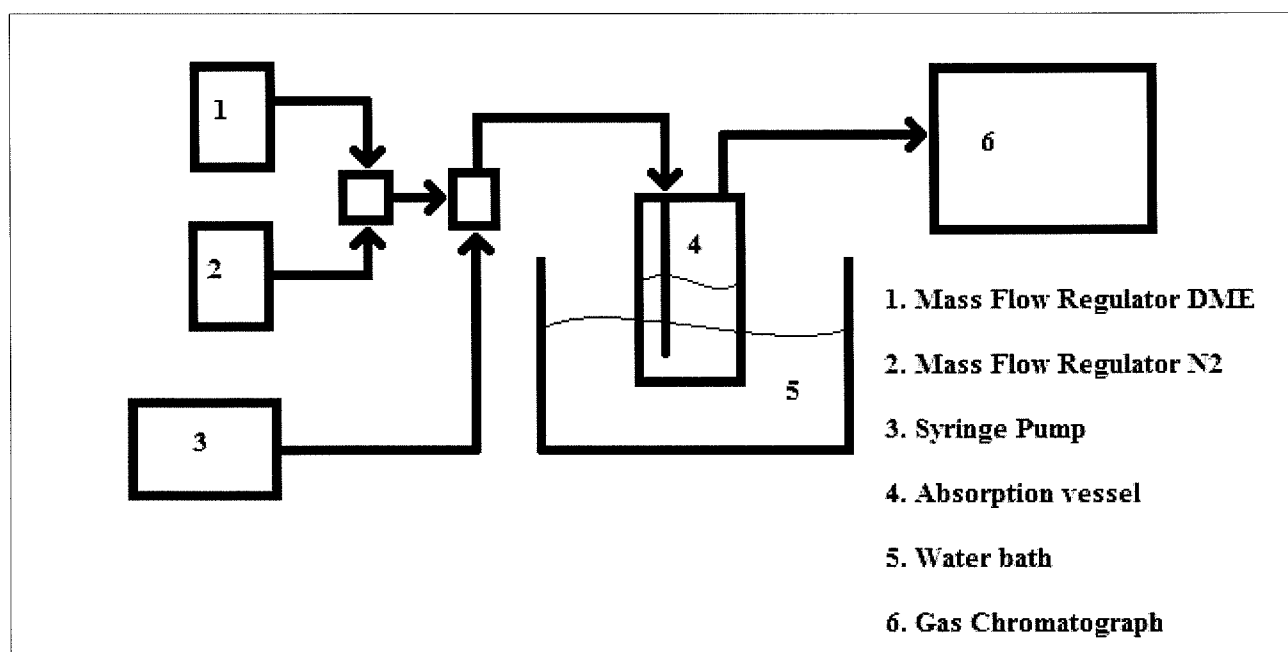 1
2
3
4
5
6
1. Mass Flow Regulator DME
2. Mass Flow Regulator N2
3. Syringe Pump
4. Absorption vessel
5. Water bath
6. Gas Chromatograph